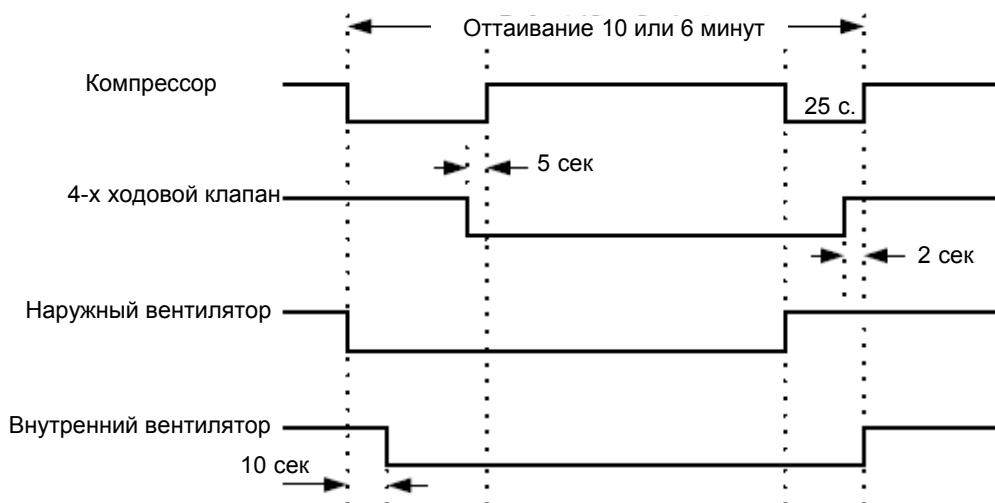 Оттаивание 10 или 6 минут
Компрессор
25 с.
5 сек
4-х ходовой клапан
2 сек
Наружный вентилятор
Внутренний вентилятор
10 сек